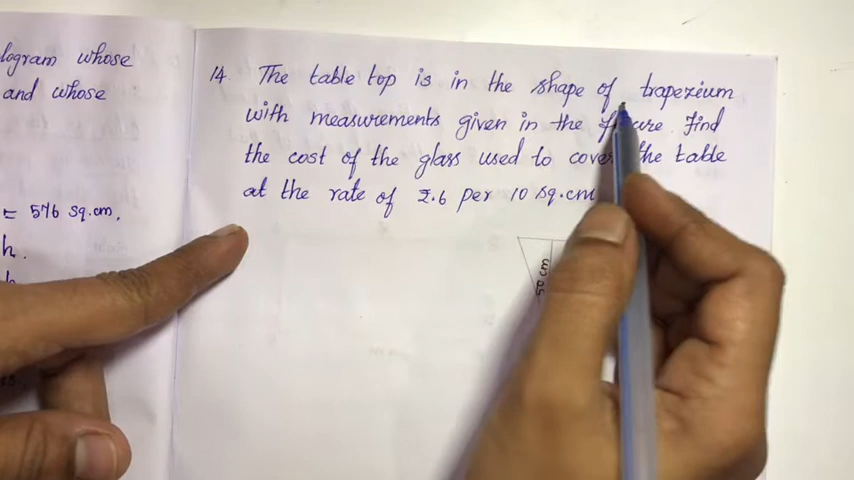 logram whose
and whose
= 576 sq.cm.
h.
14. The table top is in the shape of trapezium
with measurements given in the Find
the cost of the glass used to cover the table
at the rate of ₹.6 per 10 sq.cm
50 cm